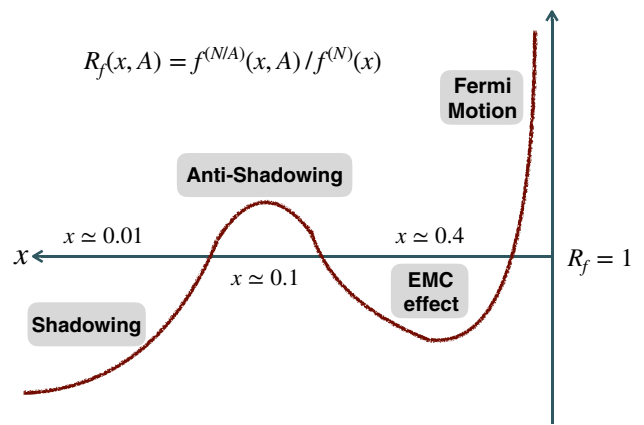 R_f(x, A) = f^{(N/A)}(x, A) / f^{(N)}(x)
Fermi
Motion
Anti-Shadowing
x ≃ 0.01
x ≃ 0.4
x
R_f = 1
x ≃ 0.1
EMC
effect
Shadowing